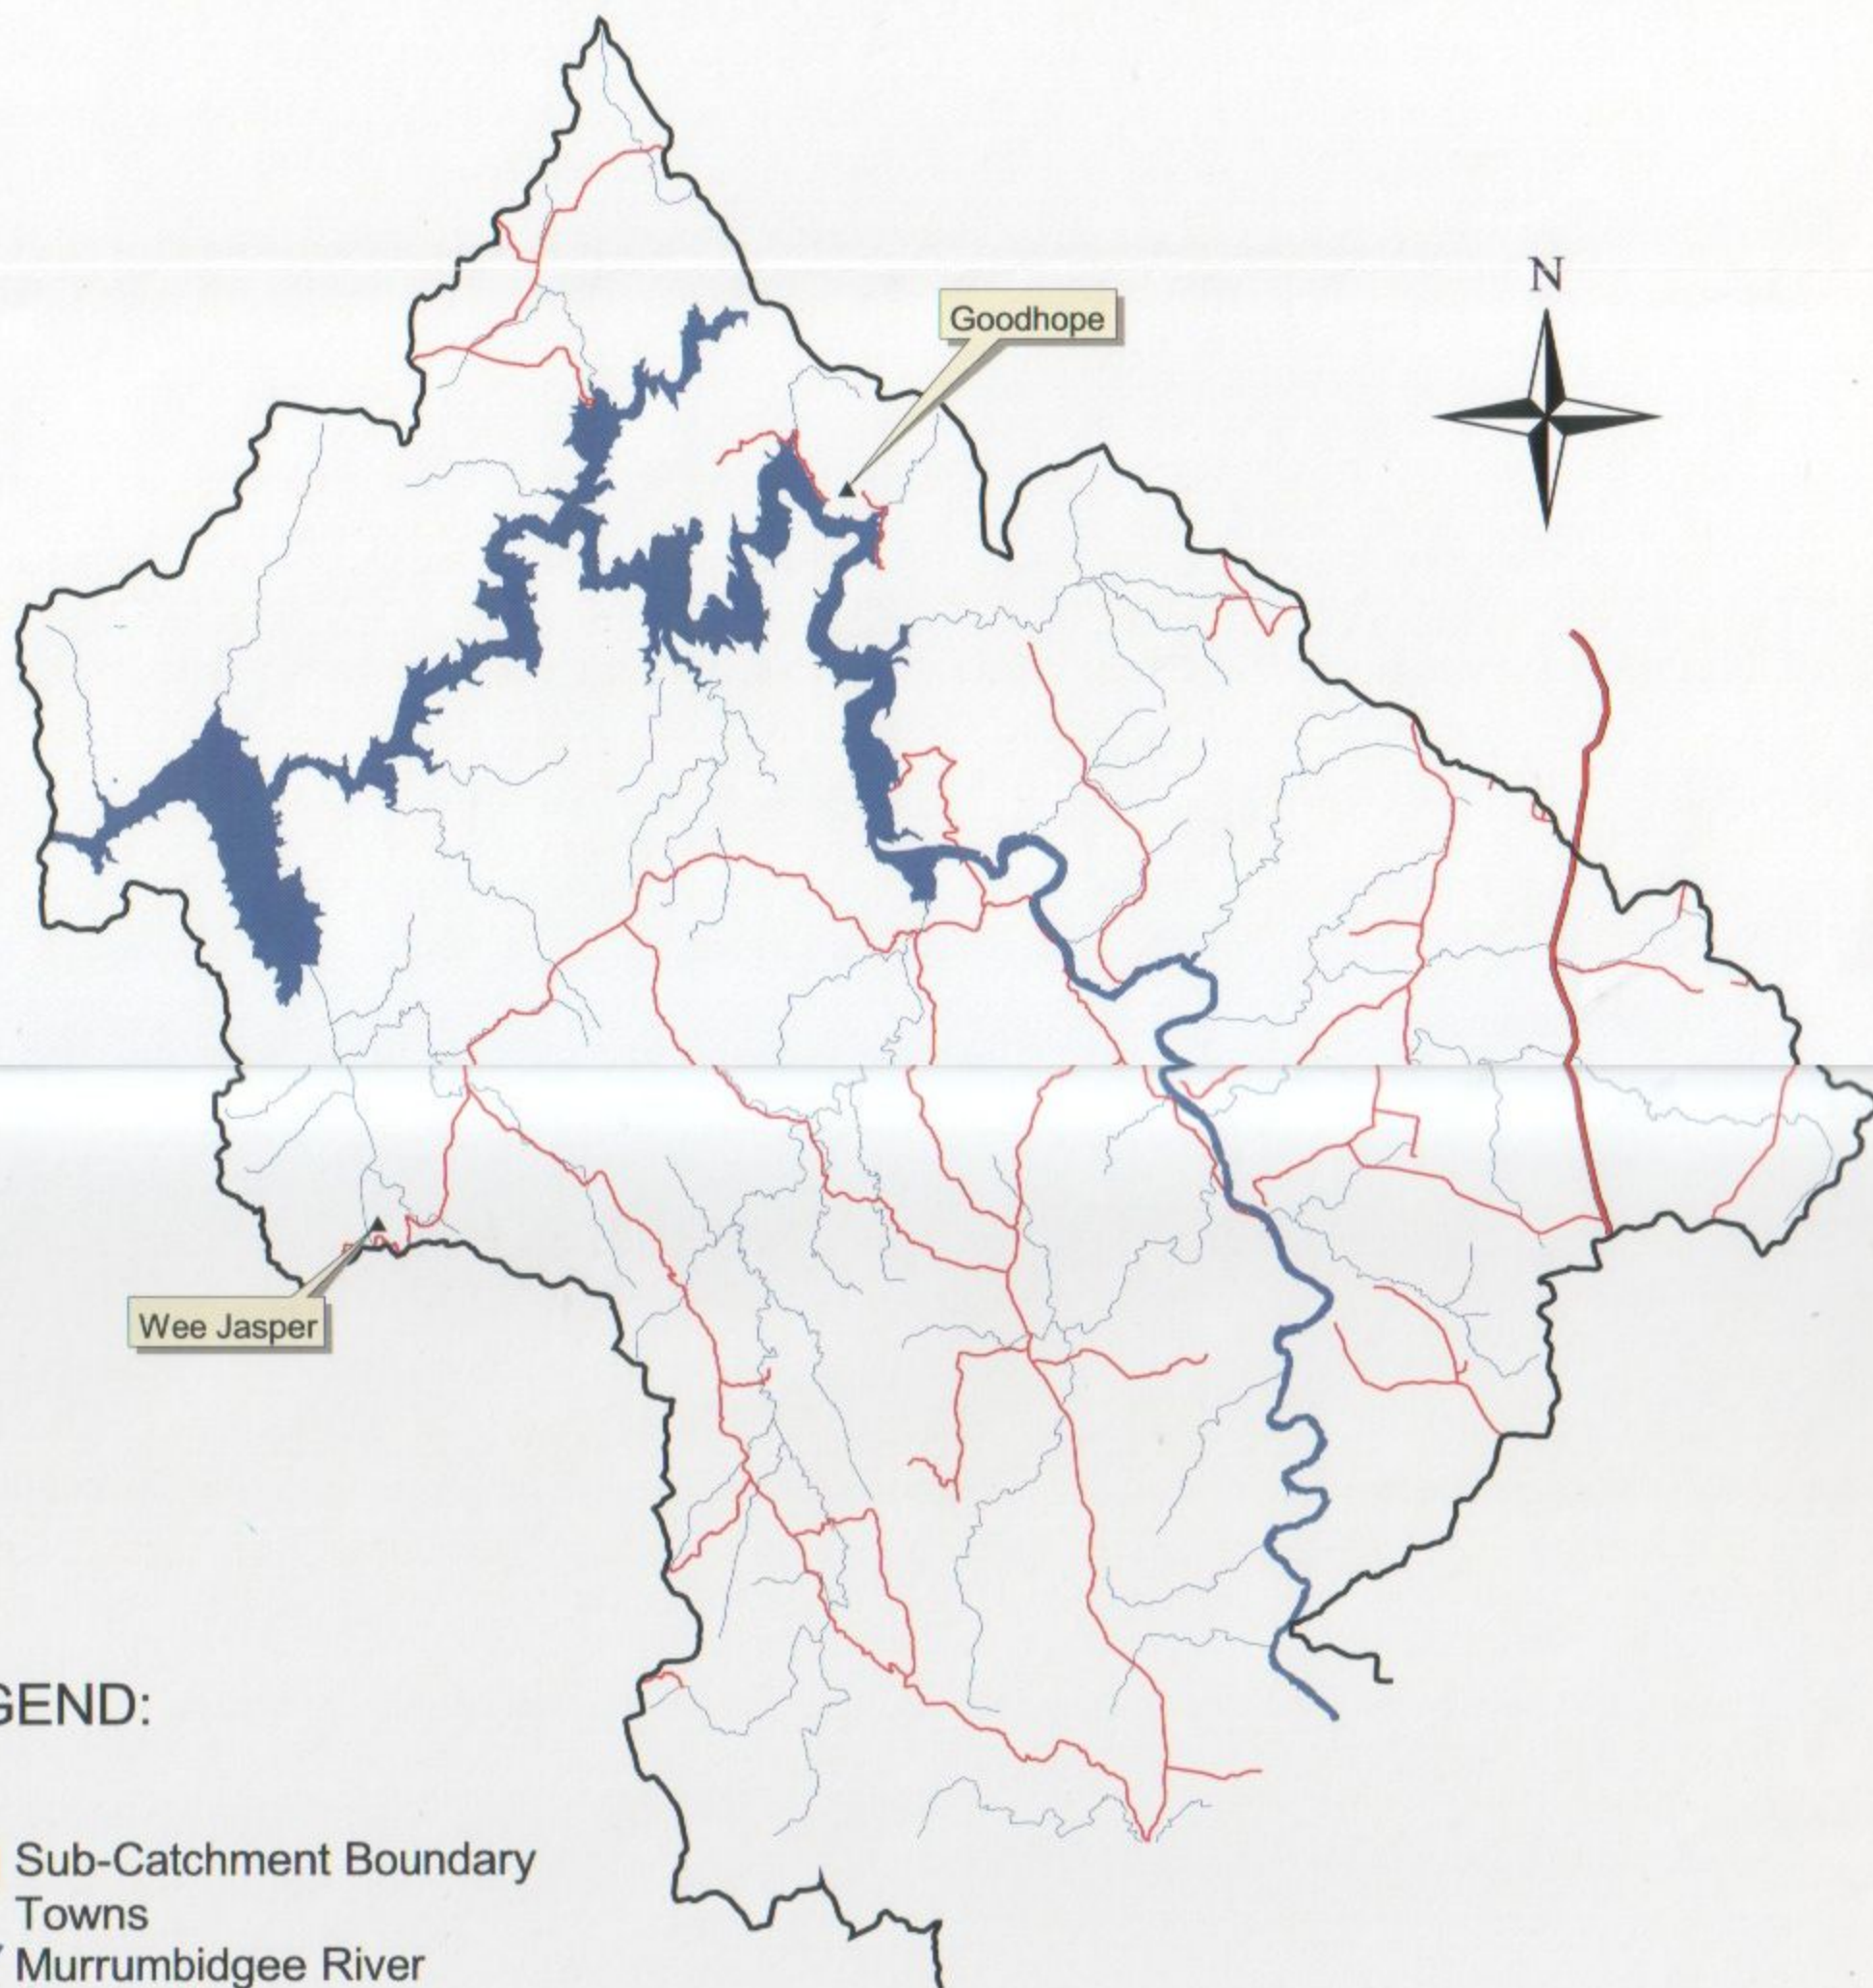 N
Goodhope
Wee Jasper
GEND:
Sub-Catchment Boundary
Towns
Murrumbidgee River